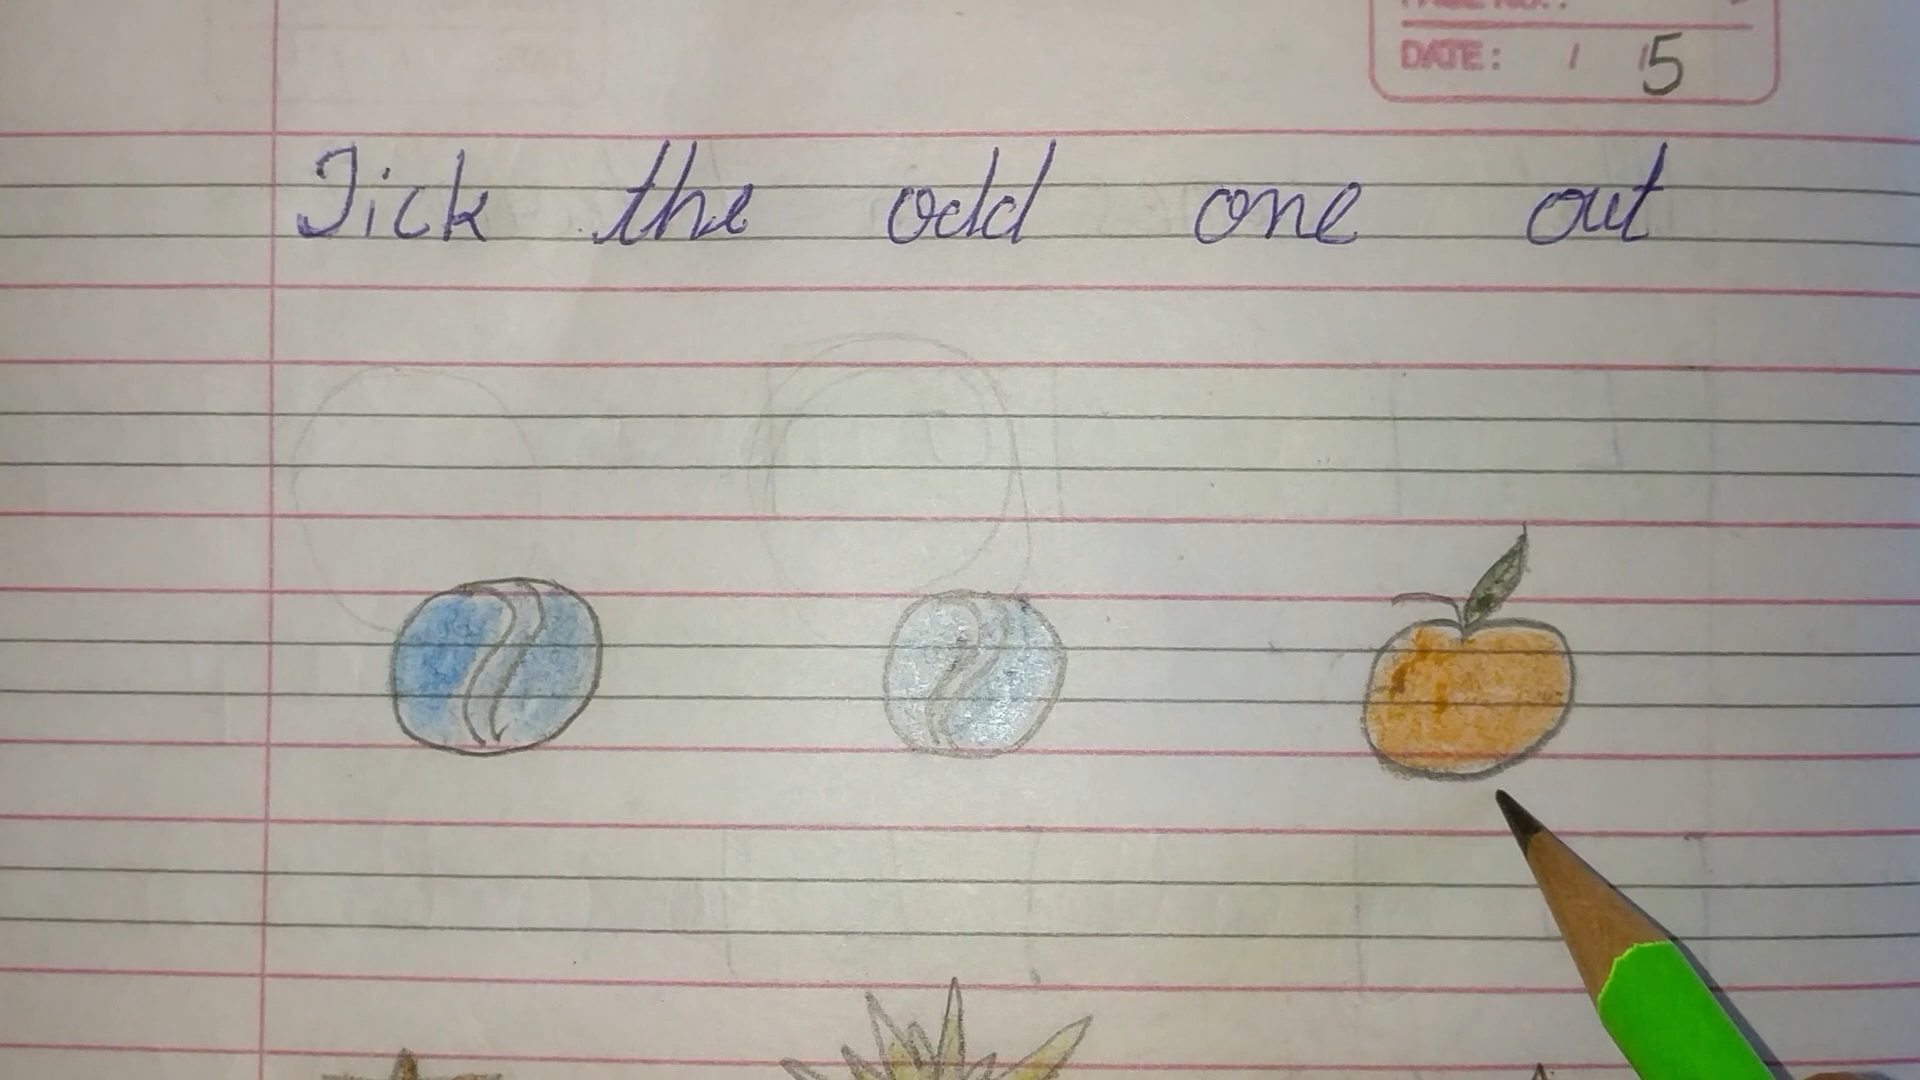 DATE: / / 5
Tick the odd one out